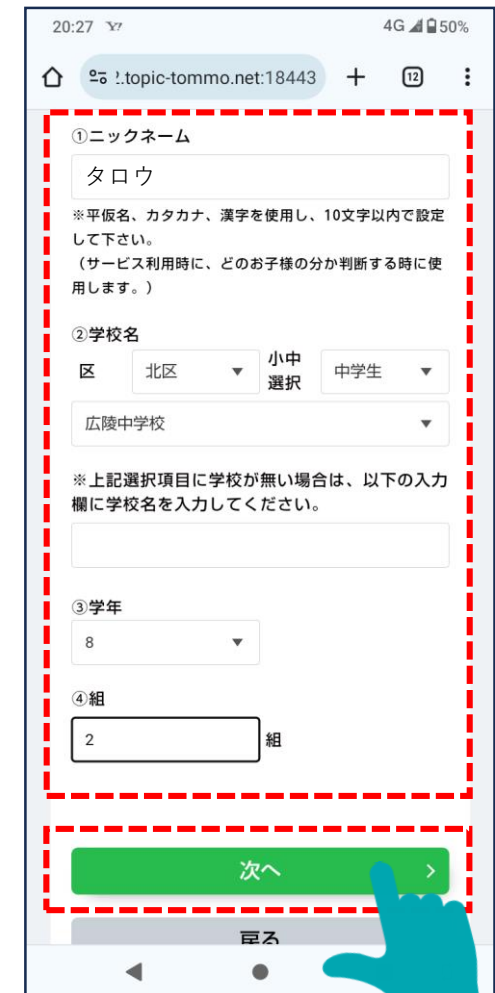 20:27 Y? 4G 50%
!.topic-tommo.net:18443 + 12
①ニックネーム
タロウ
※平仮名、カタカナ、漢字を使用し、10文字以内で設定
して下さい。
（サービス利用時に、どのお子様の分か判断する時に使
用します。）
②学校名
区 北区 小中 中学生
選択
広陵中学校
※上記選択項目に学校が無い場合は、以下の入力
欄に学校名を入力してください。
③学年
8
④組
2 組
次へ
戻る